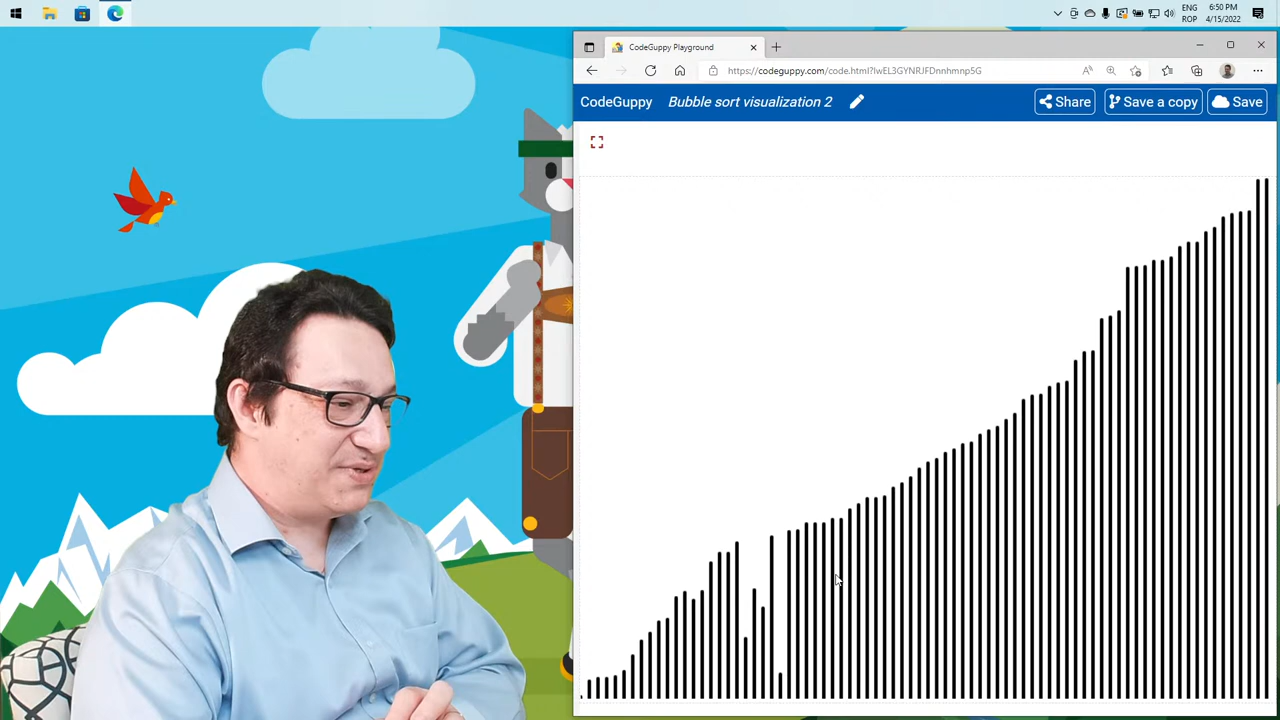 ENG
6:50 PM
ROP
4/15/2022
CodeGuppy Playground
https://codeguppy.com/code.html?lwEL3GYNRJFDnnhmnp5G
CodeGuppy
Bubble sort visualization 2
Share
Save a copy
Save